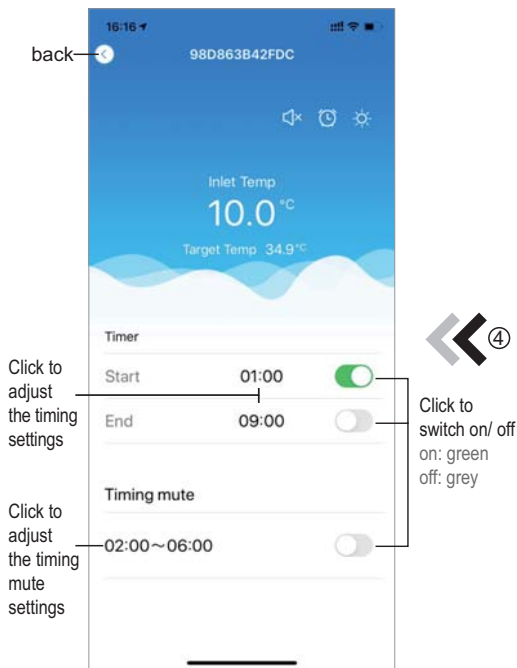 16:16
back
98D863B42FDC
Inlet Temp
10.0 °C
Target Temp 34.9°C
Timer
④
Click to
adjust
the timing
settings
Start 01:00
End 09:00
Click to
switch on/ off
on: green
off: grey
Timing mute
Click to
adjust
the timing
mute
settings
02:00～06:00